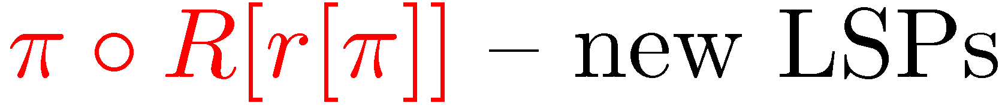 π ∘ R[r[π]] – new LSPs